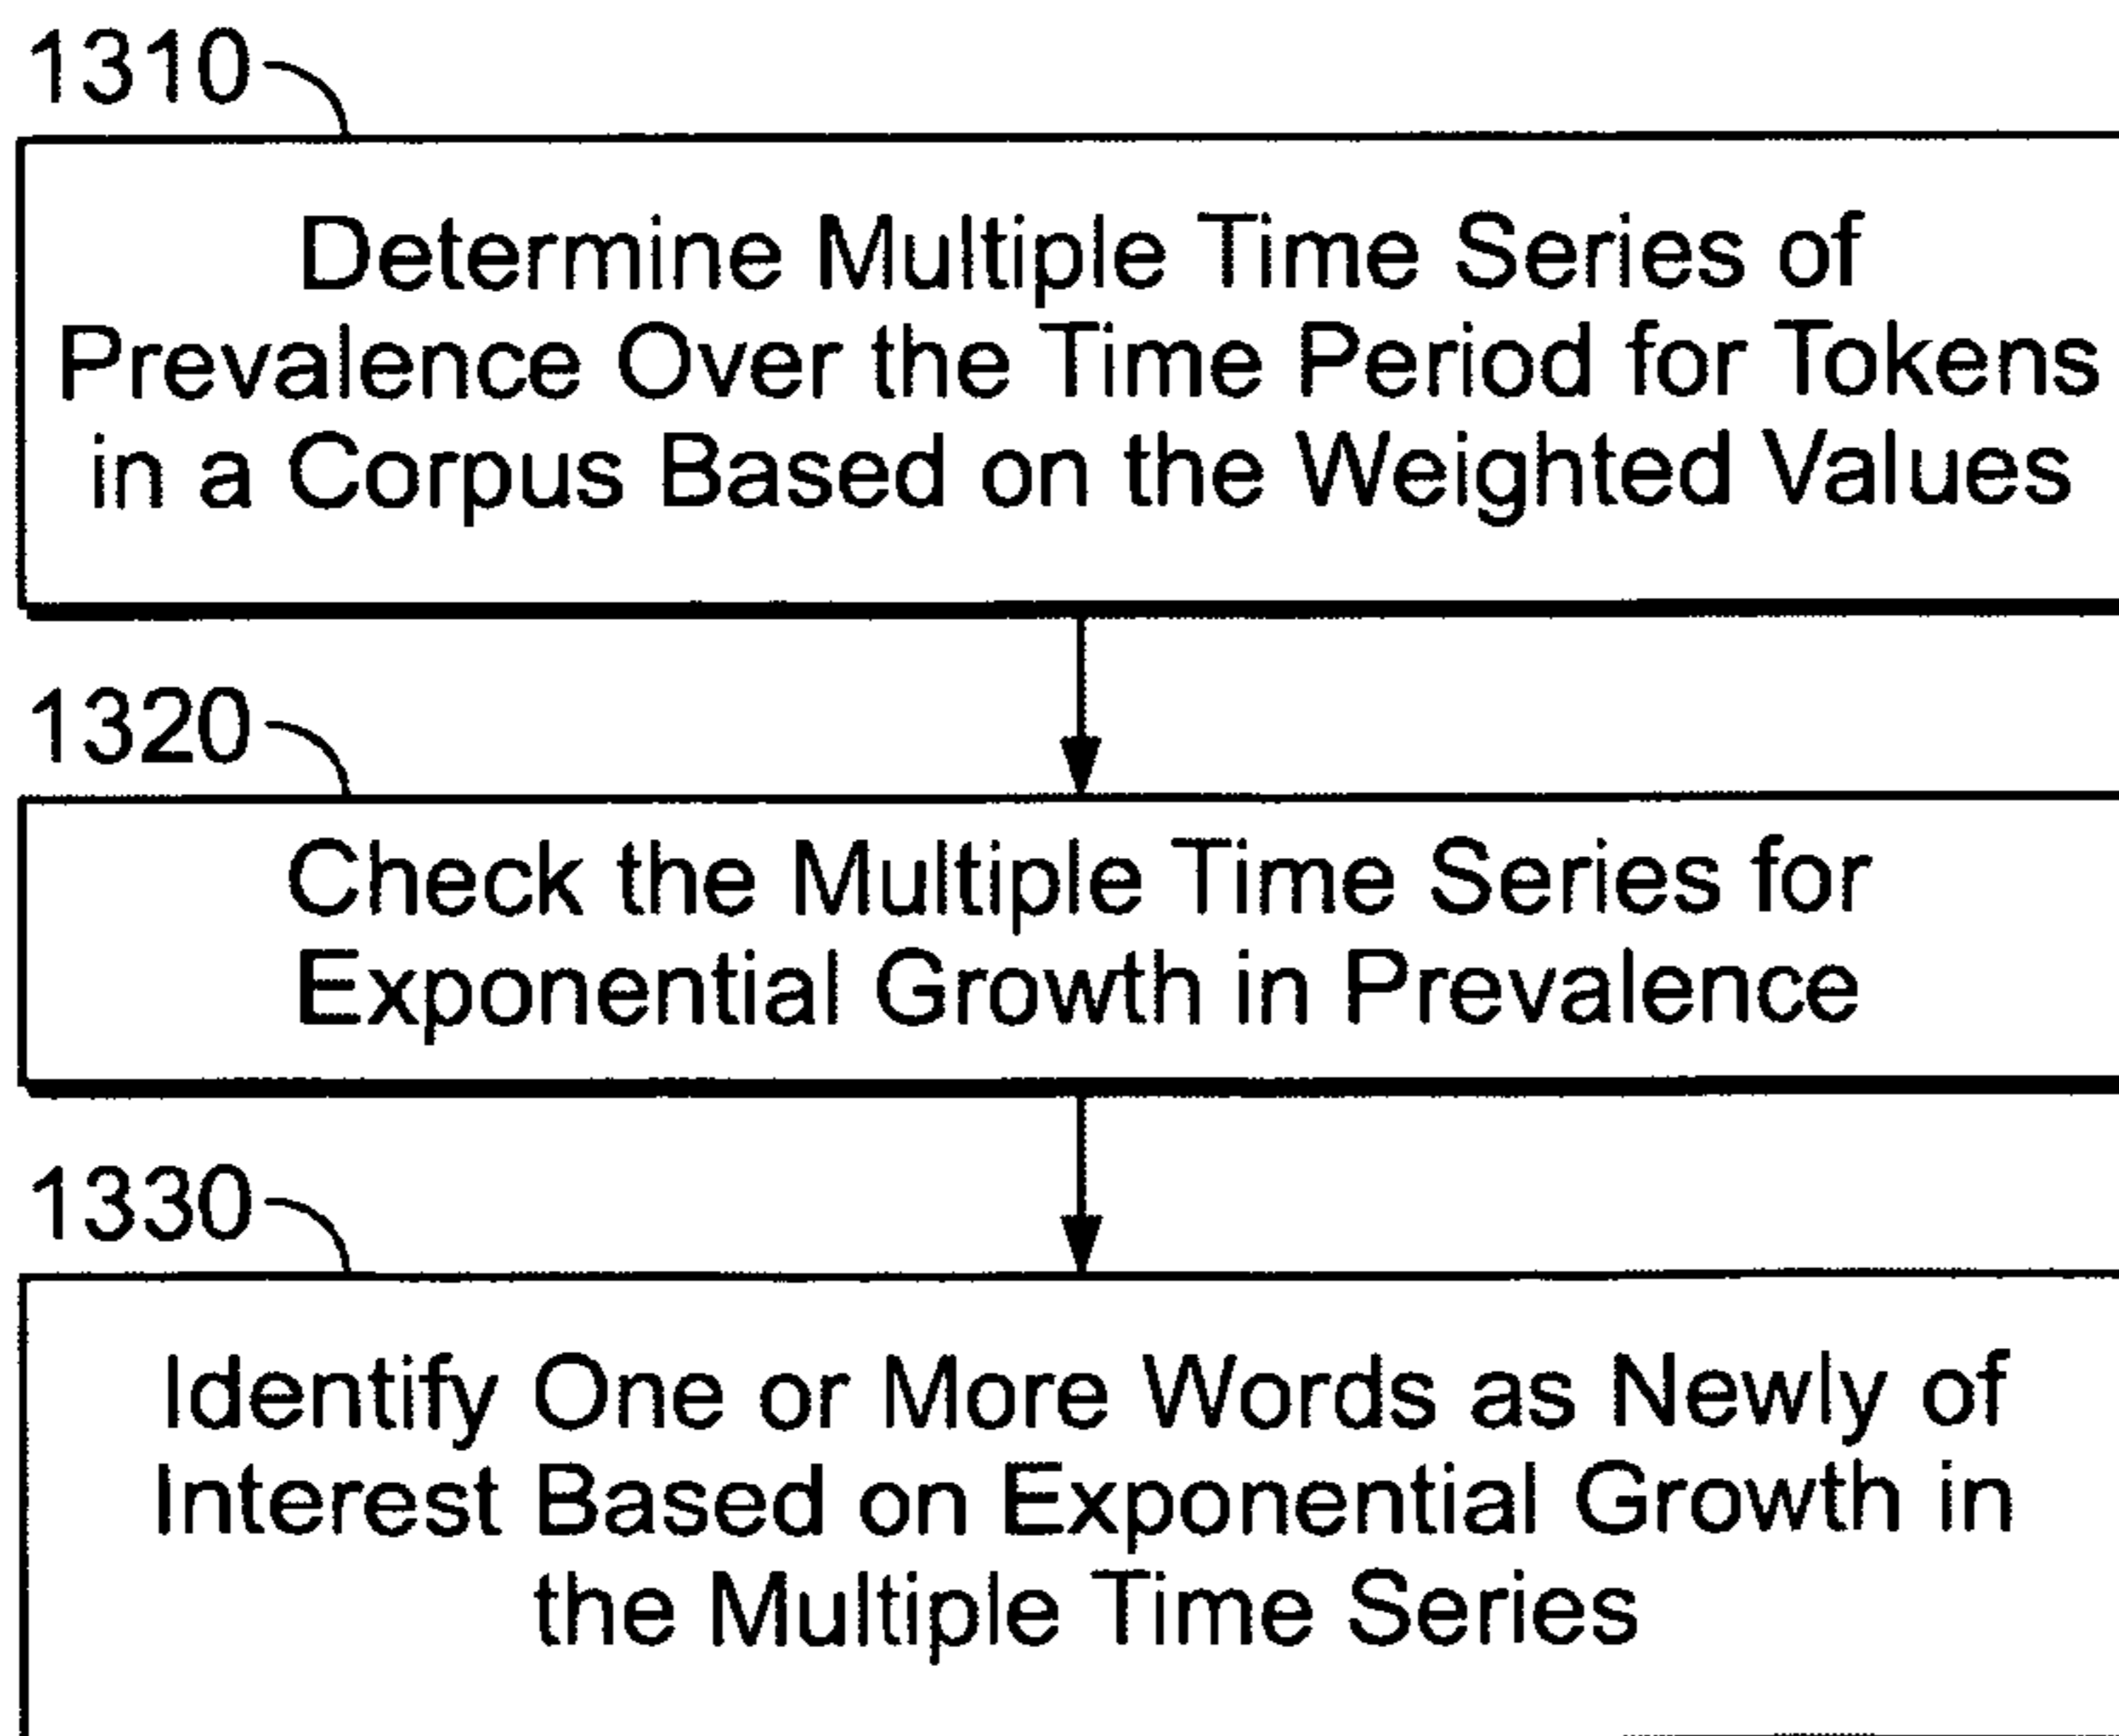 1310
Determine Multiple Time Series of
Prevalence Over the Time Period for Tokens
in a Corpus Based on the Weighted Values
1320
Check the Multiple Time Series for
Exponential Growth in Prevalence
1330
Identify One or More Words as Newly of
Interest Based on Exponential Growth in
the Multiple Time Series